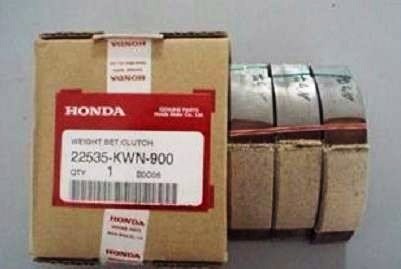 HONDA
HONDA
GENUINE PARTS
Honda Motor Co., Ltd.
WEIGHT SET, CLUTCH
22535-KWN-900
QTY 1
HONDA